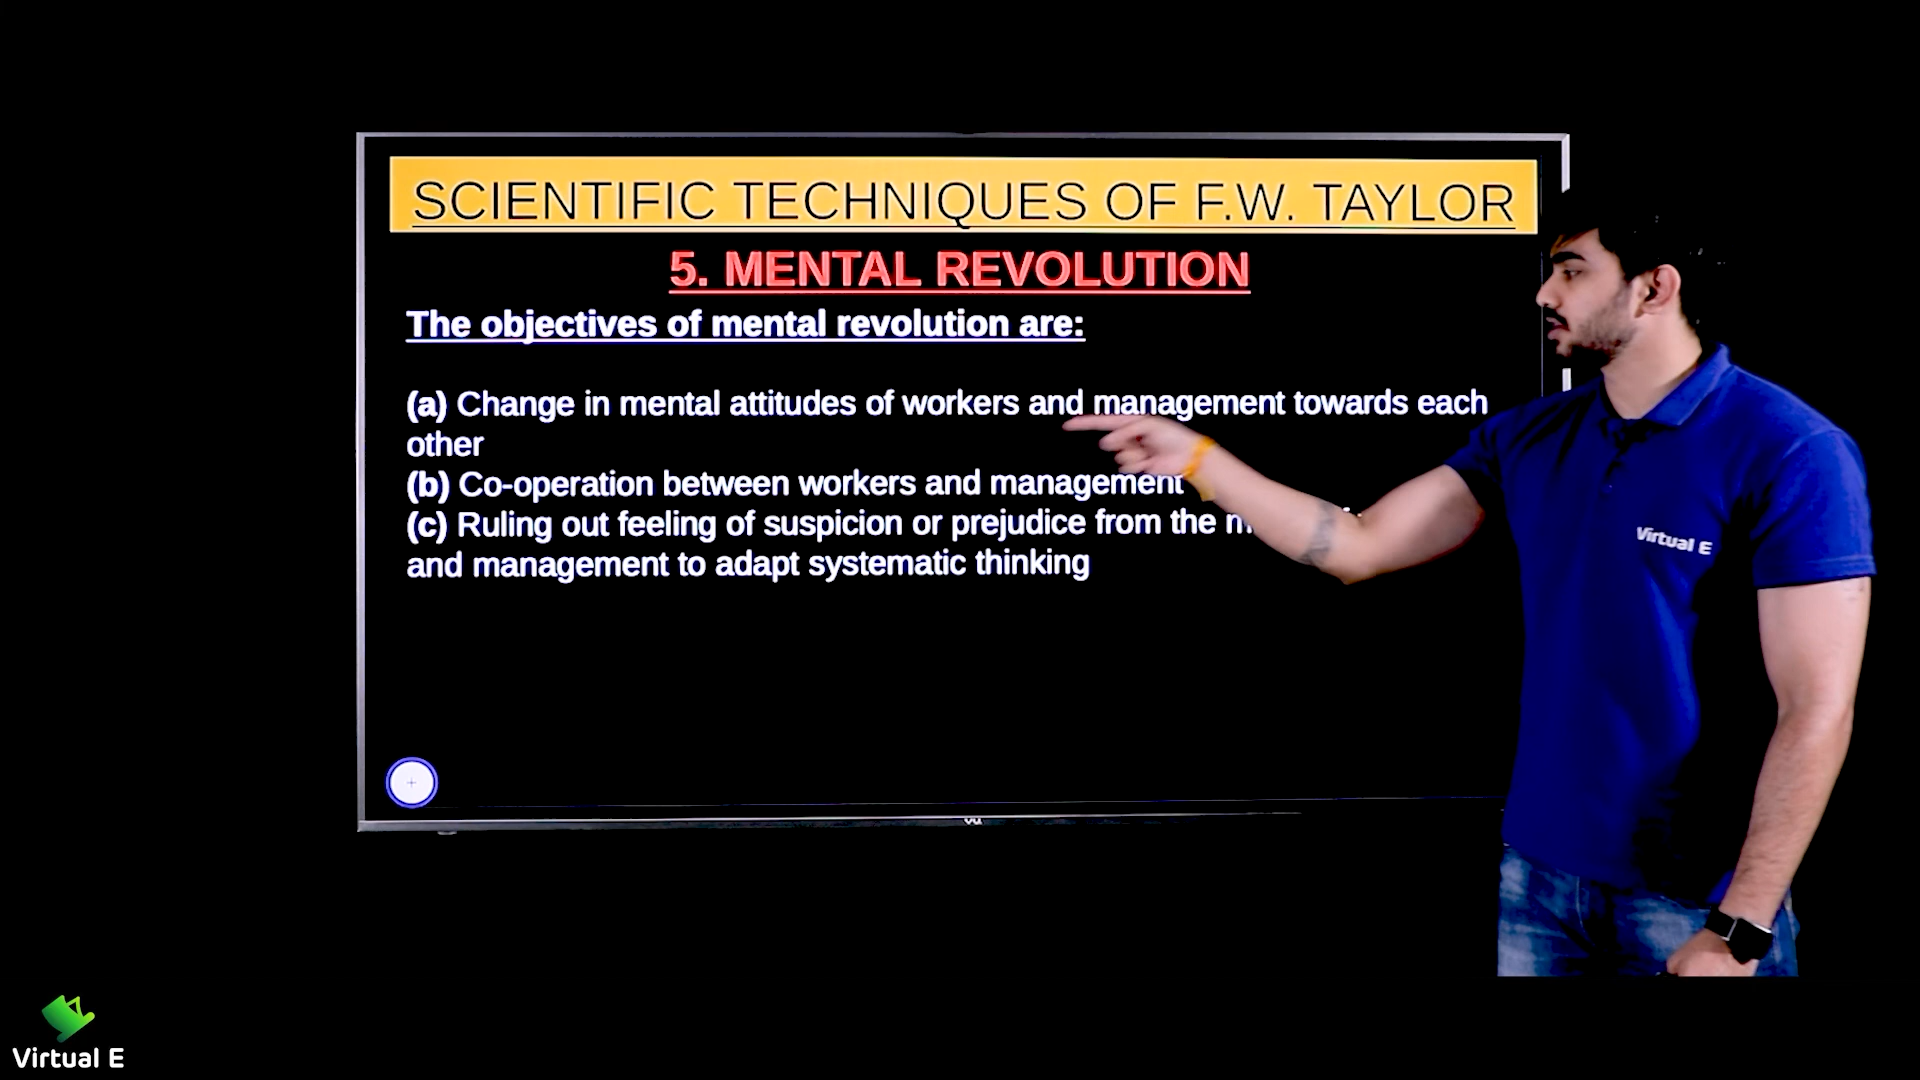 SCIENTIFIC TECHNIQUES OF F.W. TAYLOR
5. MENTAL REVOLUTION
The objectives of mental revolution are:
(a) Change in mental attitudes of workers and management towards each
other
(b) Co-operation between workers and management
(c) Ruling out feeling of suspicion or prejudice from the
and management to adapt systematic thinking
Virtual E
vu
Virtual E